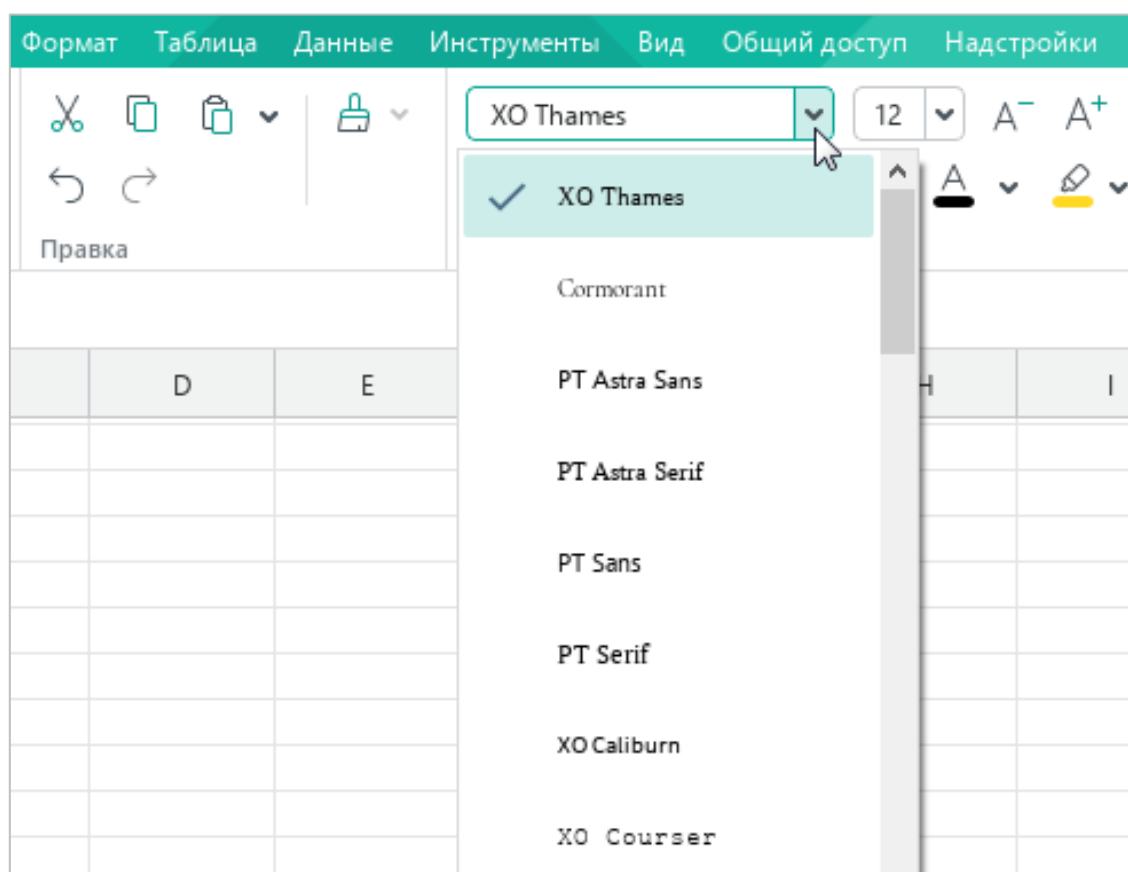 Формат Таблица Данные Инструменты Вид Общий доступ Надстройки
XO Thames 12 A− A+
A
Правка
XO Thames
Cormorant
D E H I
PT Astra Sans
PT Astra Serif
PT Sans
PT Serif
XO Caliburn
XO Courser